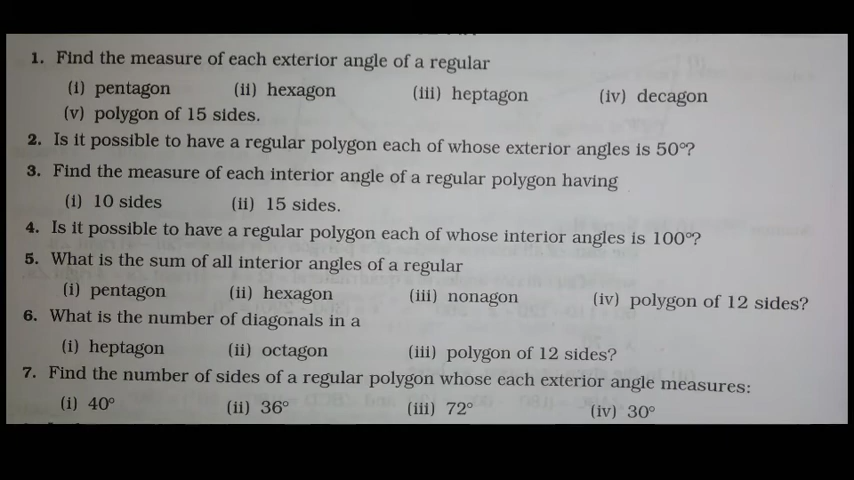 1. Find the measure of each exterior angle of a regular
(i) pentagon (ii) hexagon (iii) heptagon (iv) decagon
(v) polygon of 15 sides.
2. Is it possible to have a regular polygon each of whose exterior angles is 50°?
3. Find the measure of each interior angle of a regular polygon having
(i) 10 sides (ii) 15 sides.
4. Is it possible to have a regular polygon each of whose interior angles is 100°?
5. What is the sum of all interior angles of a regular
(i) pentagon (ii) hexagon (iii) nonagon (iv) polygon of 12 sides?
6. What is the number of diagonals in a
(i) heptagon (ii) octagon (iii) polygon of 12 sides?
7. Find the number of sides of a regular polygon whose each exterior angle measures:
(i) 40° (ii) 36° (iii) 72° (iv) 30°